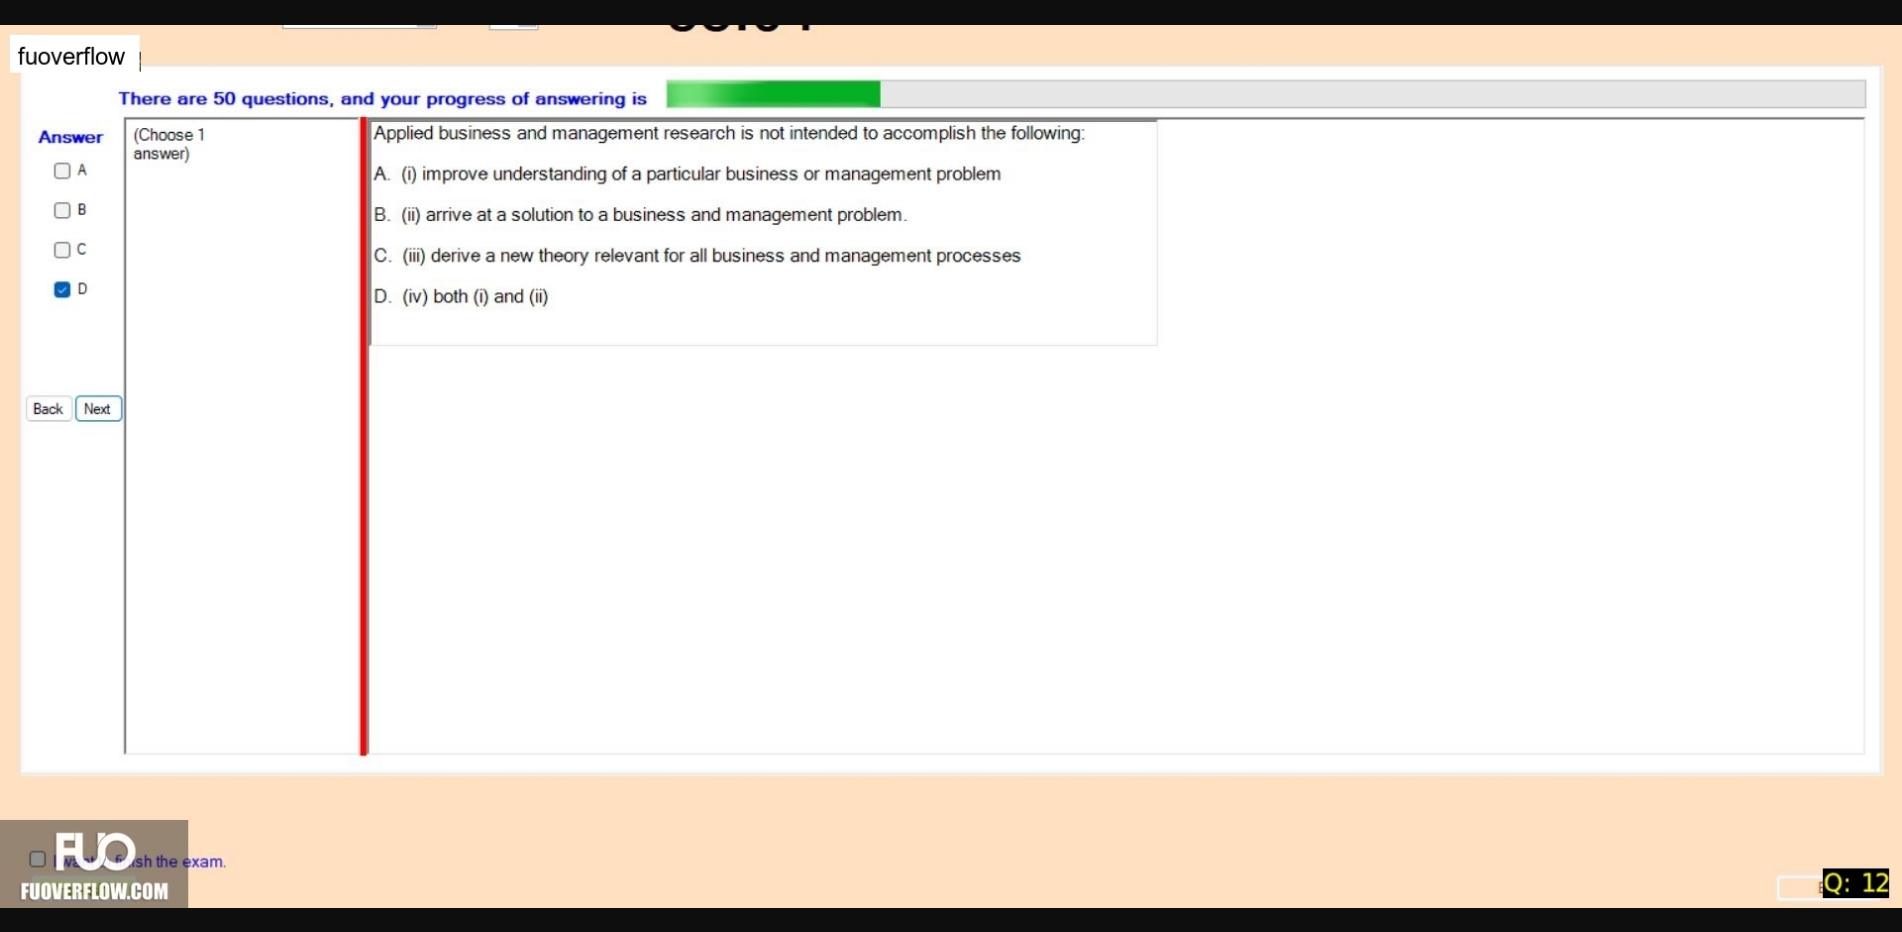 fuoverflow
There are 50 questions, and your progress of answering is
Answer
(Choose 1
answer)
A
B
C
D
Back
Next
Applied business and management research is not intended to accomplish the following:
A. (i) improve understanding of a particular business or management problem
B. (ii) arrive at a solution to a business and management problem.
C. (iii) derive a new theory relevant for all business and management processes
D. (iv) both (i) and (ii)
FUO
sh the exam.
FUOVERFLOW.COM
Q: 12